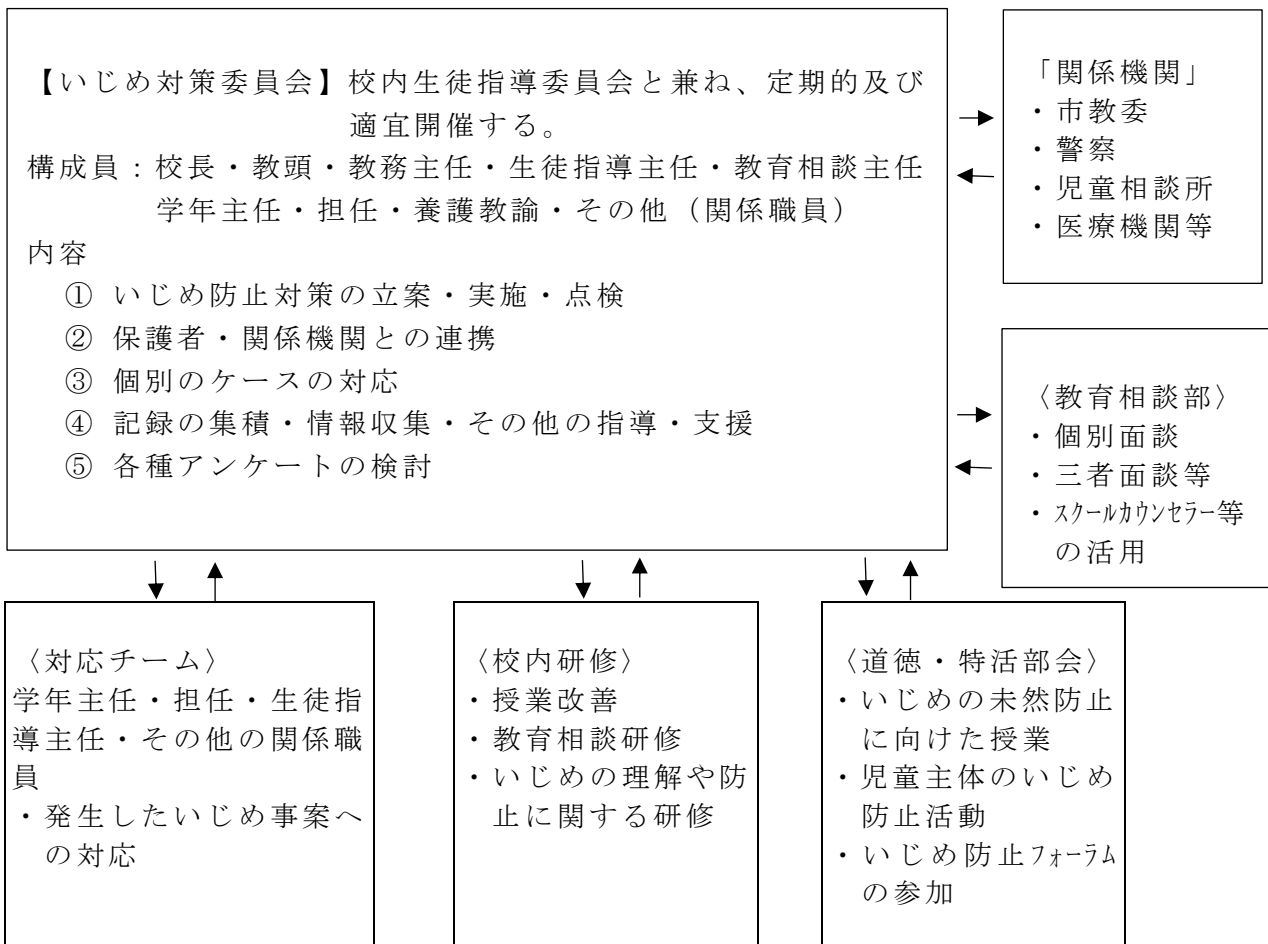 【いじめ対策委員会】校内生徒指導委員会と兼ね、定期的及び
適宜開催する。
構成員：校長・教頭・教務主任・生徒指導主任・教育相談主任
学年主任・担任・養護教諭・その他（関係職員）
内容
① いじめ防止対策の立案・実施・点検
② 保護者・関係機関との連携
③ 個別のケースの対応
④ 記録の集積・情報収集・その他の指導・支援
⑤ 各種アンケートの検討
「関係機関」
・市教委
・警察
・児童相談所
・医療機関等
〈教育相談部〉
・個別面談
・三者面談等
・ｽｸｰﾙｶｳﾝｾﾗｰ等
の活用
〈対応チーム〉
学年主任・担任・生徒指
導主任・その他の関係職
員
・発生したいじめ事案へ
の対応
〈校内研修〉
・授業改善
・教育相談研修
・いじめの理解や防
止に関する研修
〈道徳・特活部会〉
・いじめの未然防止
に向けた授業
・児童主体のいじめ
防止活動
・いじめ防止ﾌｫｰﾗﾑ
の参加